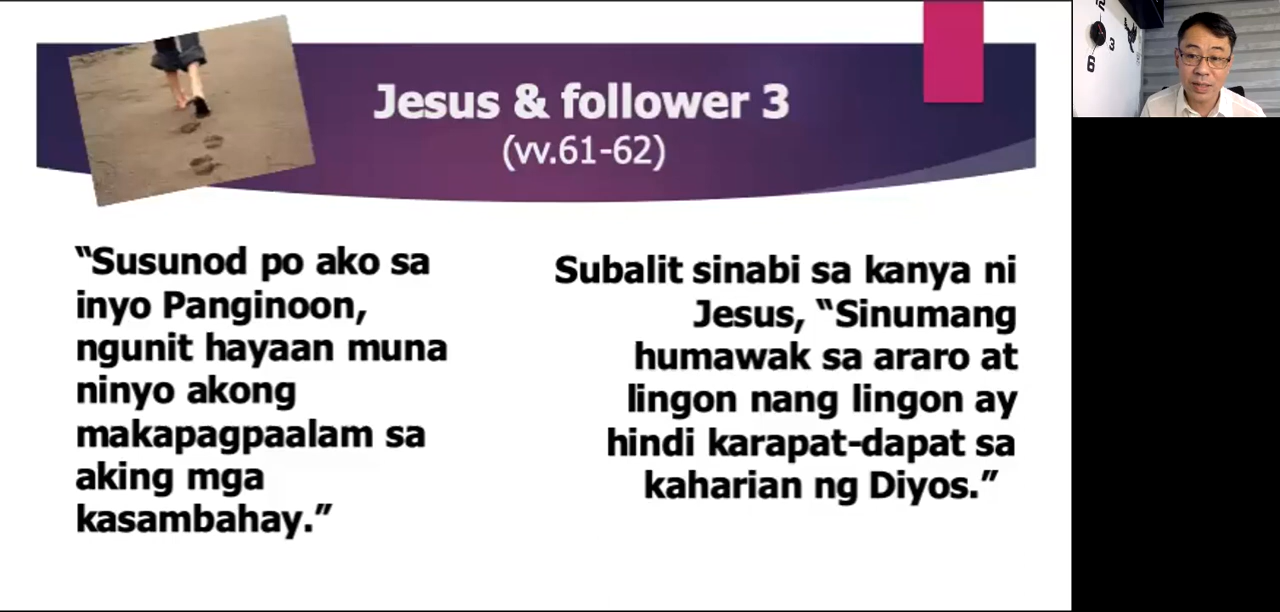 Jesus & follower 3
(vv.61-62)
“Susunod po ako sa
inyo Panginoon,
ngunit hayaan muna
ninyo akong
makapagpaalam sa
aking mga
kasambahay.”
Subalit sinabi sa kanya ni
Jesus, “Sinumang
humawak sa araro at
lingon nang lingon ay
hindi karapat-dapat sa
kaharian ng Diyos.”
3
6